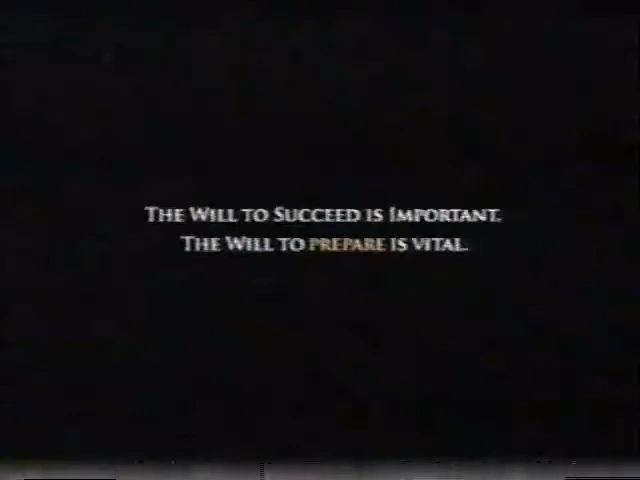 The Will to Succeed is Important.
The Will to prepare is vital.